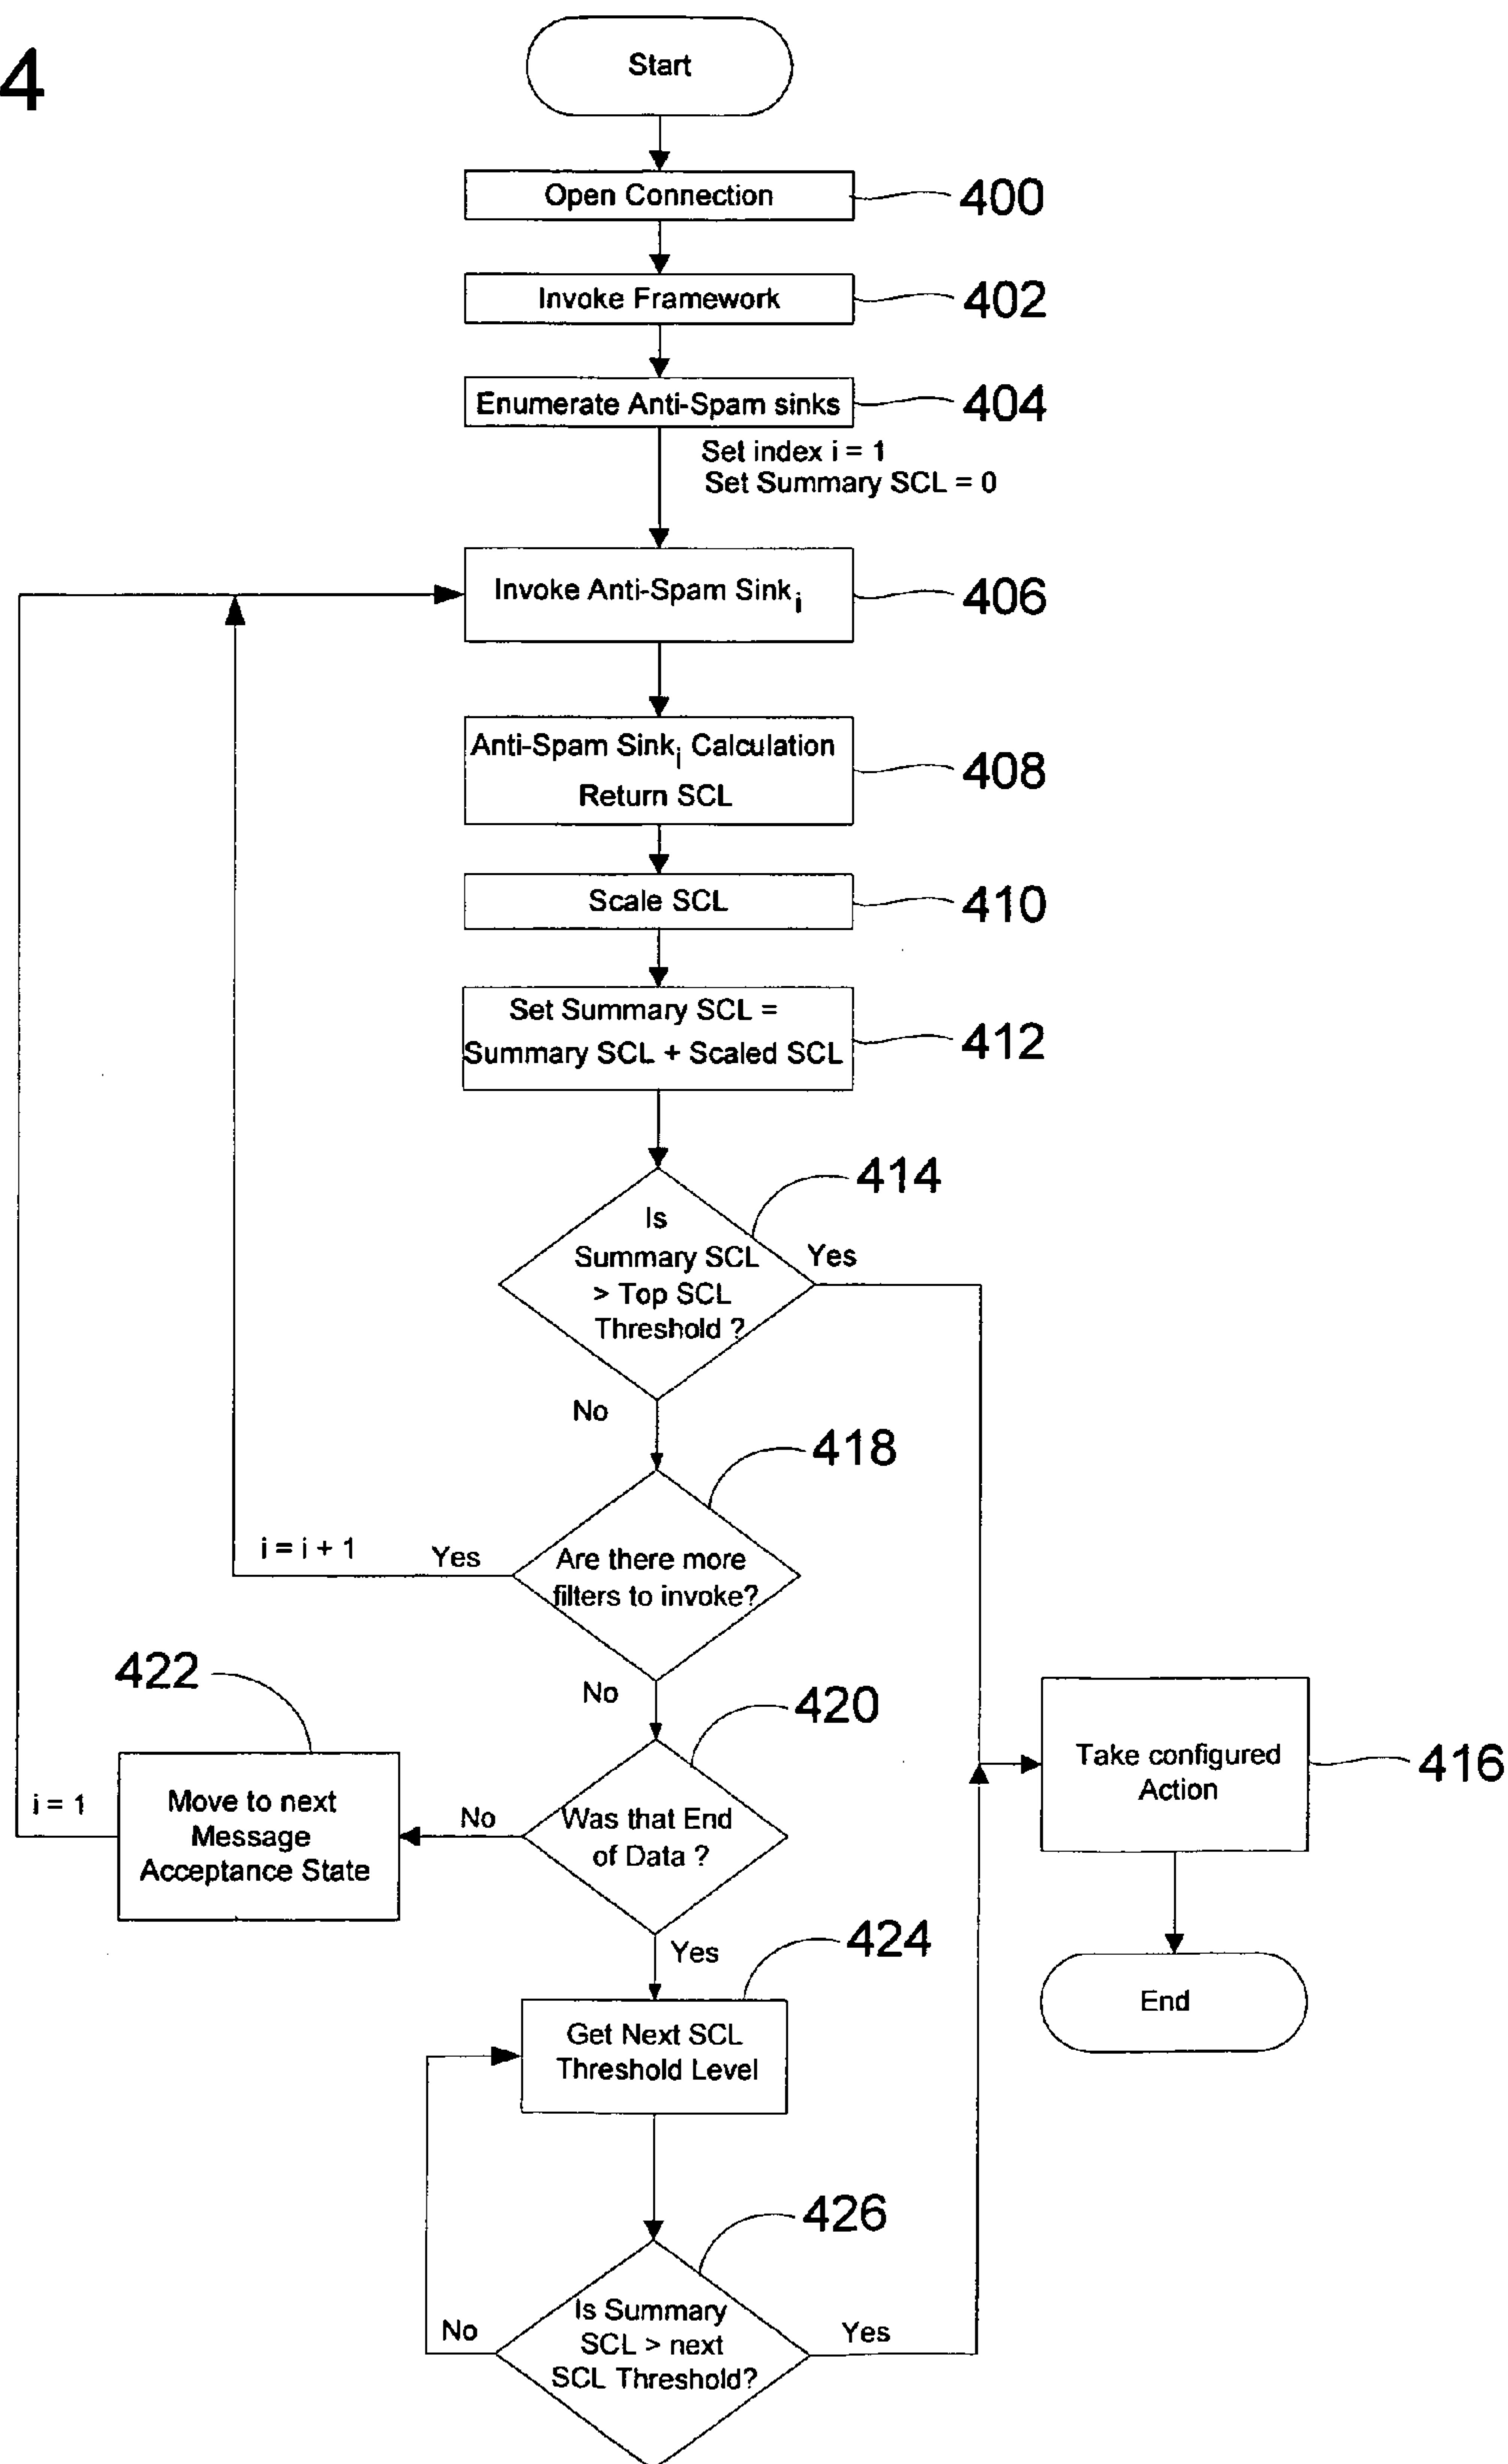 4
Start
Open Connection
400
Invoke Framework
402
Enumerate Anti-Spam sinks
404
Set index i = 1
Set Summary SCL = 0
Invoke Anti-Spam Sinki
406
Anti-Spam Sinki Calculation
Return SCL
408
Scale SCL
410
Set Summary SCL =
Summary SCL + Scaled SCL
412
414
Is
Summary SCL
> Top SCL
Threshold ?
Yes
No
418
Are there more
filters to invoke?
Yes
i = i + 1
No
420
Was that End
of Data ?
No
422
Move to next
Message
Acceptance State
i = 1
Take configured
Action
416
Yes
424
Get Next SCL
Threshold Level
End
426
Is Summary
SCL > next
SCL Threshold?
No
Yes